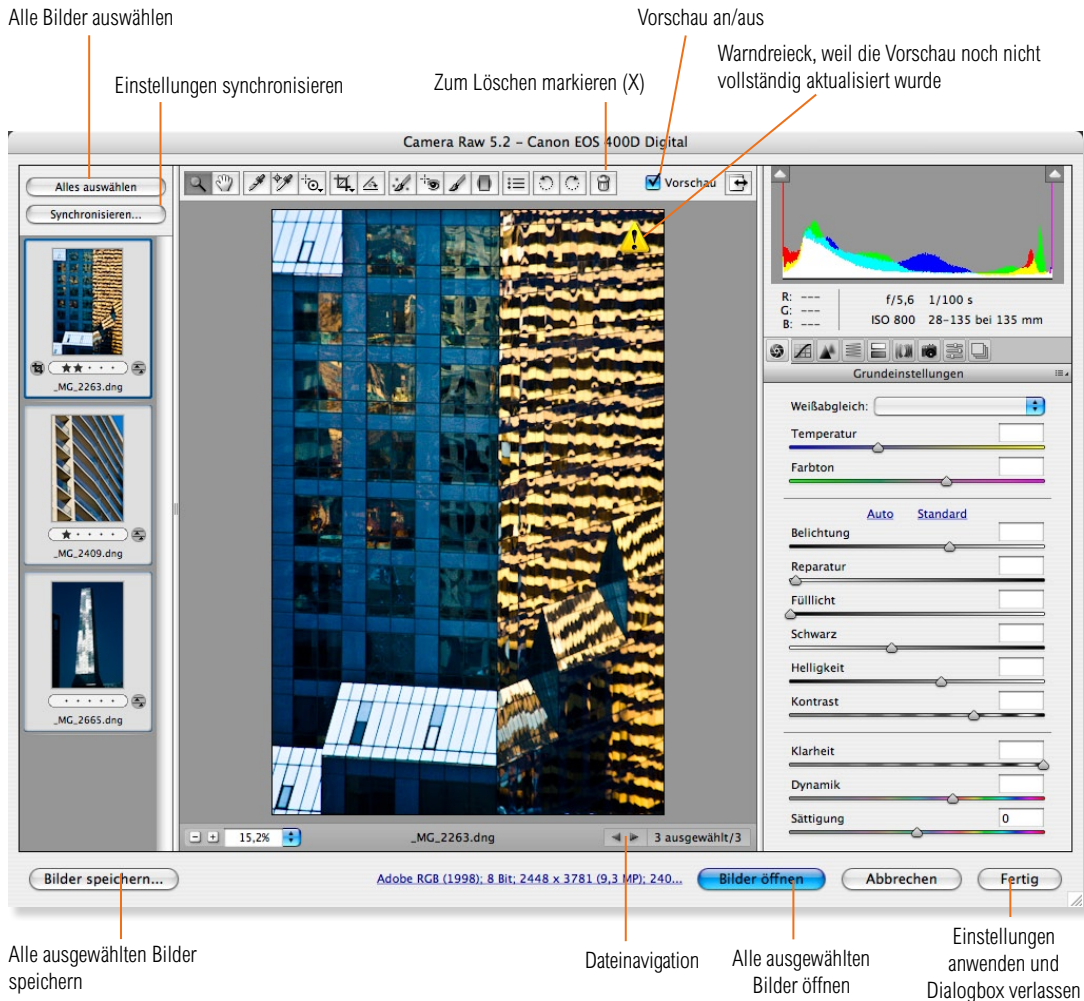 Alle Bilder auswählen
Vorschau an/aus
Warndreieck, weil die Vorschau noch nicht
vollständig aktualisiert wurde
Einstellungen synchronisieren
Zum Löschen markieren (X)
Camera Raw 5.2 – Canon EOS 400D Digital
Alles auswählen
Synchronisieren...
Vorschau
_MG_2263.dng
_MG_2409.dng
_MG_2665.dng
R: ---
G: ---
B: ---
f/5,6 1/100 s
ISO 800 28–135 bei 135 mm
Grundeinstellungen
Weißabgleich:
Temperatur
Farbton
Auto Standard
Belichtung
Reparatur
Fülllicht
Schwarz
Helligkeit
Kontrast
Klarheit
Dynamik
Sättigung 0
15,2% _MG_2263.dng 3 ausgewählt/3
Bilder speichern... Adobe RGB (1998); 8 Bit; 2448 x 3781 (9,3 MP); 240... Bilder öffnen Abbrechen Fertig
Alle ausgewählten Bilder
speichern
Dateinavigation
Alle ausgewählten
Bilder öffnen
Einstellungen
anwenden und
Dialogbox verlassen